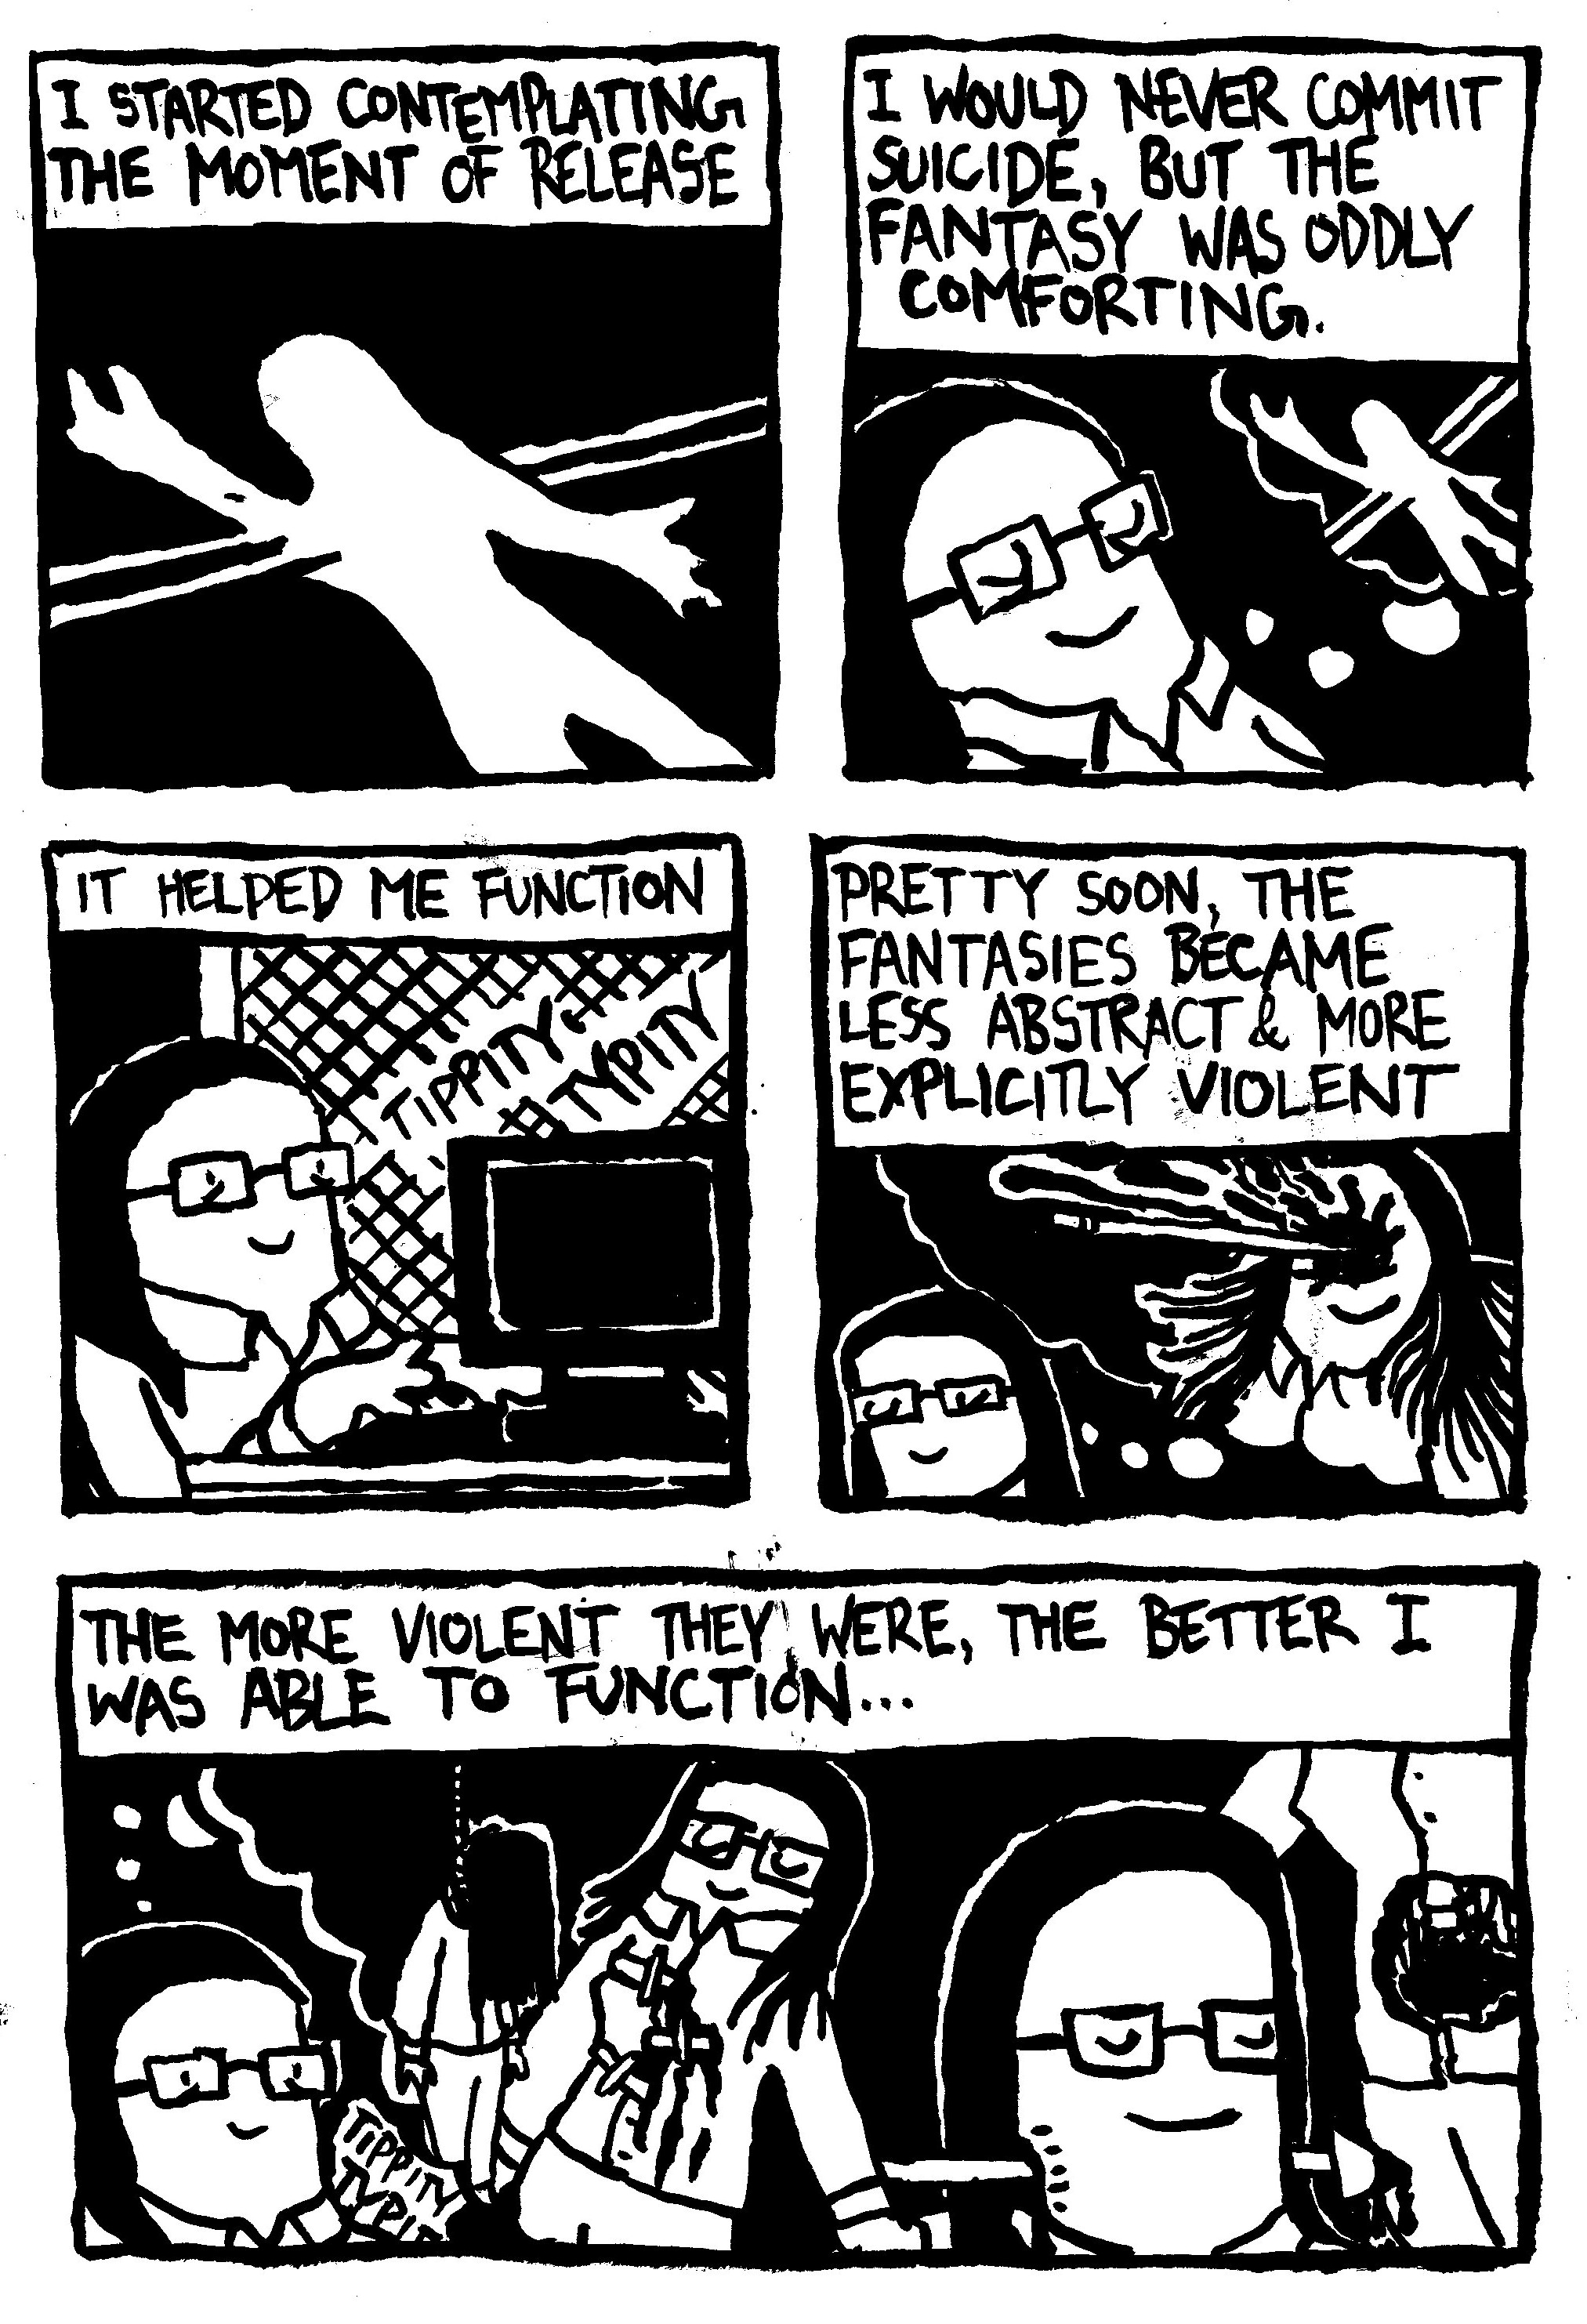 I STARTED CONTEMPLATING
THE MOMENT OF RELEASE
I WOULD NEVER COMMIT
SUICIDE, BUT THE
FANTASY WAS ODDLY
COMFORTING.
IT HELPED ME FUNCTION
TIPPITY
TYPITY
PRETTY SOON, THE
FANTASIES BECAME
LESS ABSTRACT & MORE
EXPLICITLY VIOLENT
THE MORE VIOLENT THEY WERE, THE BETTER I
WAS ABLE TO FUNCTION...
TIPPITY